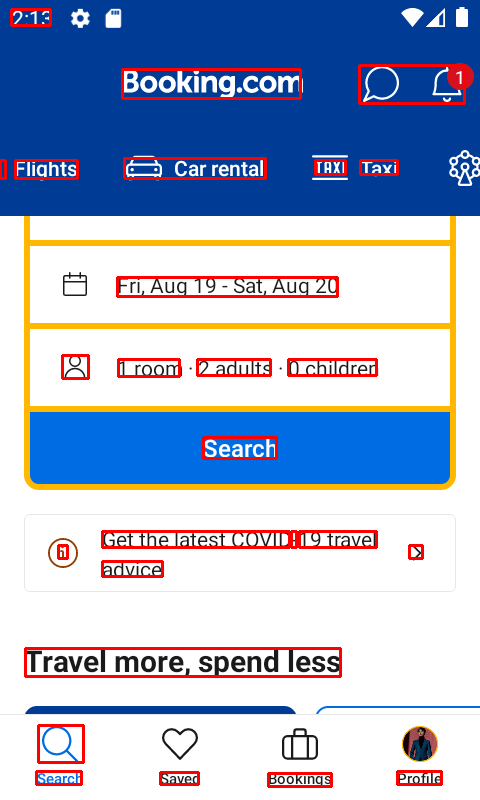 2:13
Booking.com
1
Flights Car rental TAXI Taxi
Fri, Aug 19 - Sat, Aug 20
1 room · 2 adults · 0 children
Search
Get the latest COVID-19 travel
advice
Travel more, spend less
Search Saved Bookings Profile